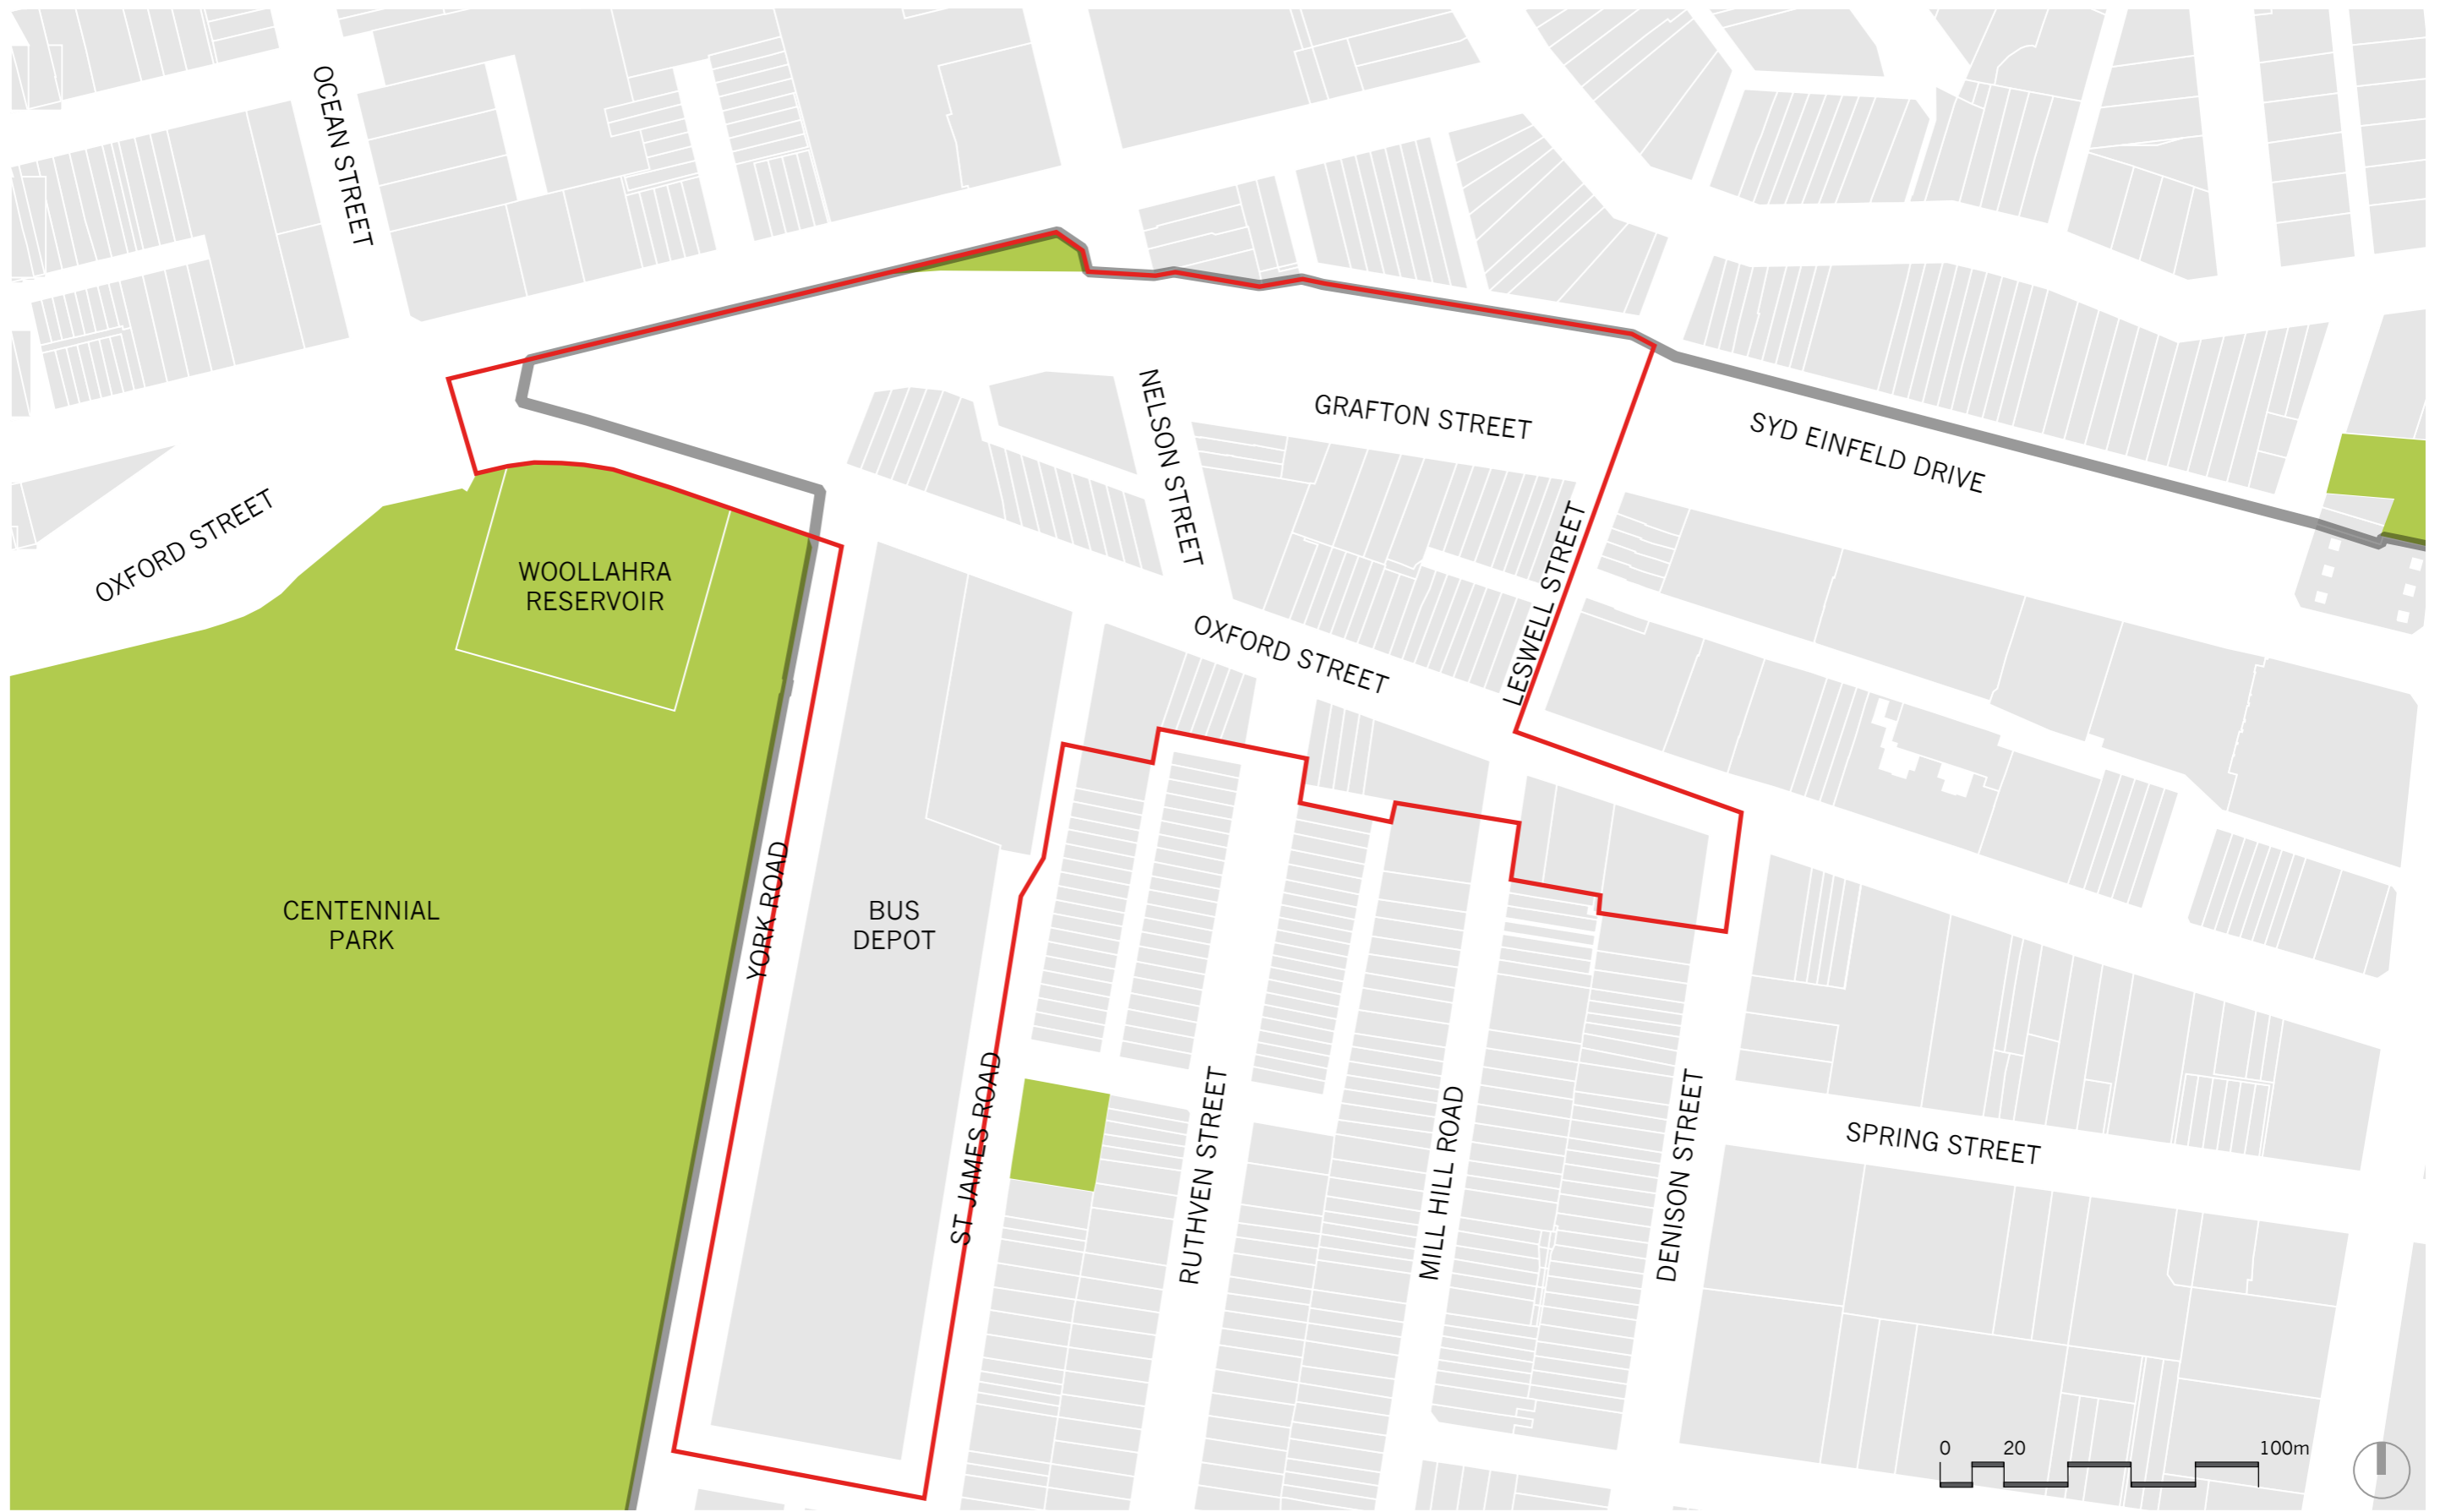 OCEAN STREET
NELSON STREET
GRAFTON STREET
SYD EINFELD DRIVE
OXFORD STREET
WOOLLAHRA
RESERVOIR
LESWELL STREET
OXFORD STREET
CENTENNIAL
PARK
YORK ROAD
BUS
DEPOT
ST JAMES ROAD
RUTHVEN STREET
MILL HILL ROAD
DENISON STREET
SPRING STREET
0 20 100m